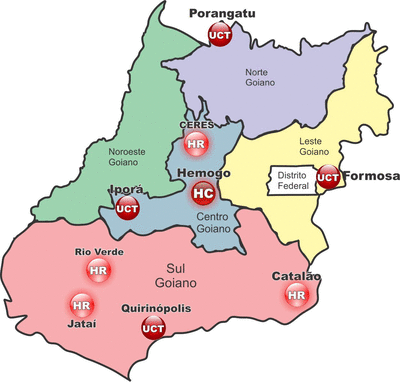 Porangatu
UCT
Norte
Goiano
CERES
HR
Noroeste
Goiano
Leste
Goiano
Hemogo
HC
Distrito
Federal
UCT
Formosa
Iporá
UCT
Centro
Goiano
Rio Verde
HR
Sul
Goiano
Catalão
HR
HR
Jataí
Quirinópolis
UCT